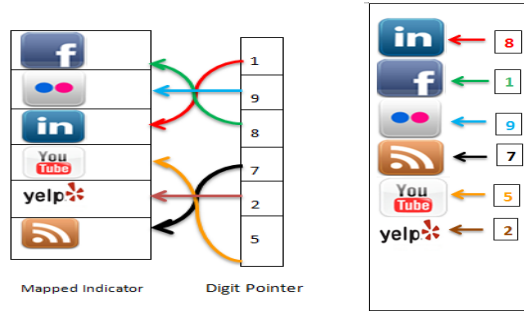 f
in
You
Tube
yelp
1
9
8
7
2
5
Mapped Indicator
Digit Pointer
in
8
f
1
9
7
You
Tube
5
yelp
2